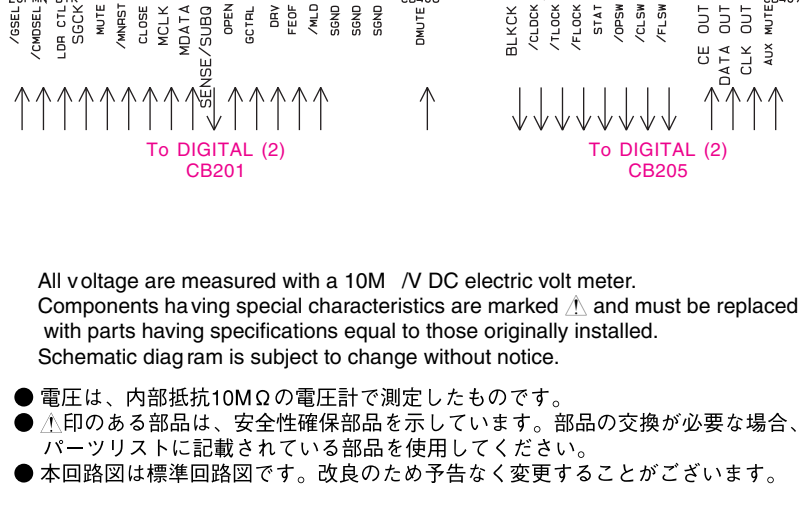 /GSEL
/CMDSEL
LDR CTL
SGCK
MUTE
/MNRST
CLOSE
MCLK
MDATA
SENSE/SUBQ
OPEN
GCTRL
DRV
FEOF
/MLD
SGND
SGND
SGND
DMUTE
BLKCK
/CLDCK
/TLOCK
/FLOCK
STAT
/OPSW
/CLSW
/FLSW
CE OUT
DATA OUT
CLK OUT
AUX MUTE
To DIGITAL (2)
CB201
To DIGITAL (2)
CB205
All voltage are measured with a 10M /V DC electric volt meter.
Components having special characteristics are marked ⚠ and must be replaced
with parts having specifications equal to those originally installed.
Schematic diagram is subject to change without notice.
● 電圧は、内部抵抗10MΩの電圧計で測定したものです。
● ⚠印のある部品は、安全性確保部品を示しています。部品の交換が必要な場合、
パーツリストに記載されている部品を使用してください。
● 本回路図は標準回路図です。改良のため予告なく変更することがございます。